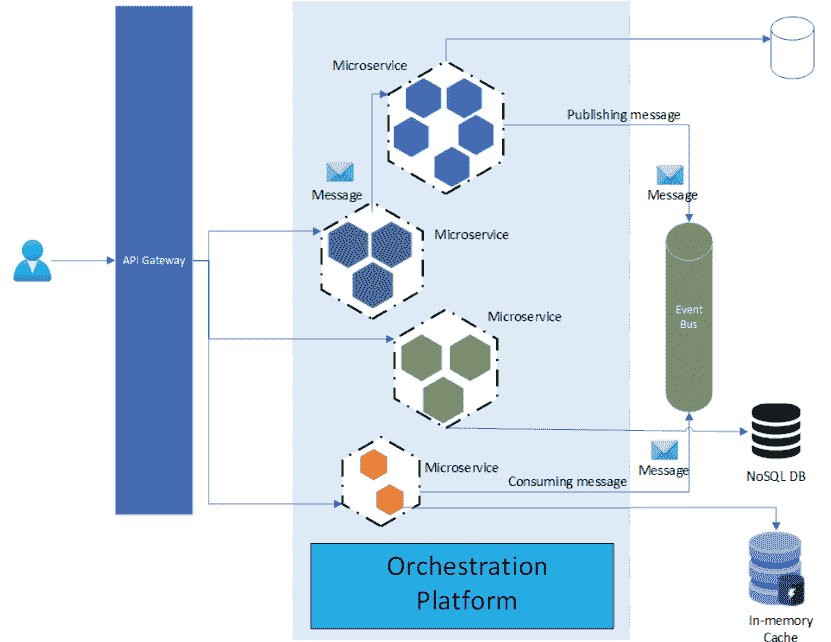 Microservice
Publishing message
Message
Message
Microservice
API Gateway
Event
Bus
Microservice
Microservice
Message
Consuming message
NoSQL DB
Orchestration
Platform
In-memory
Cache